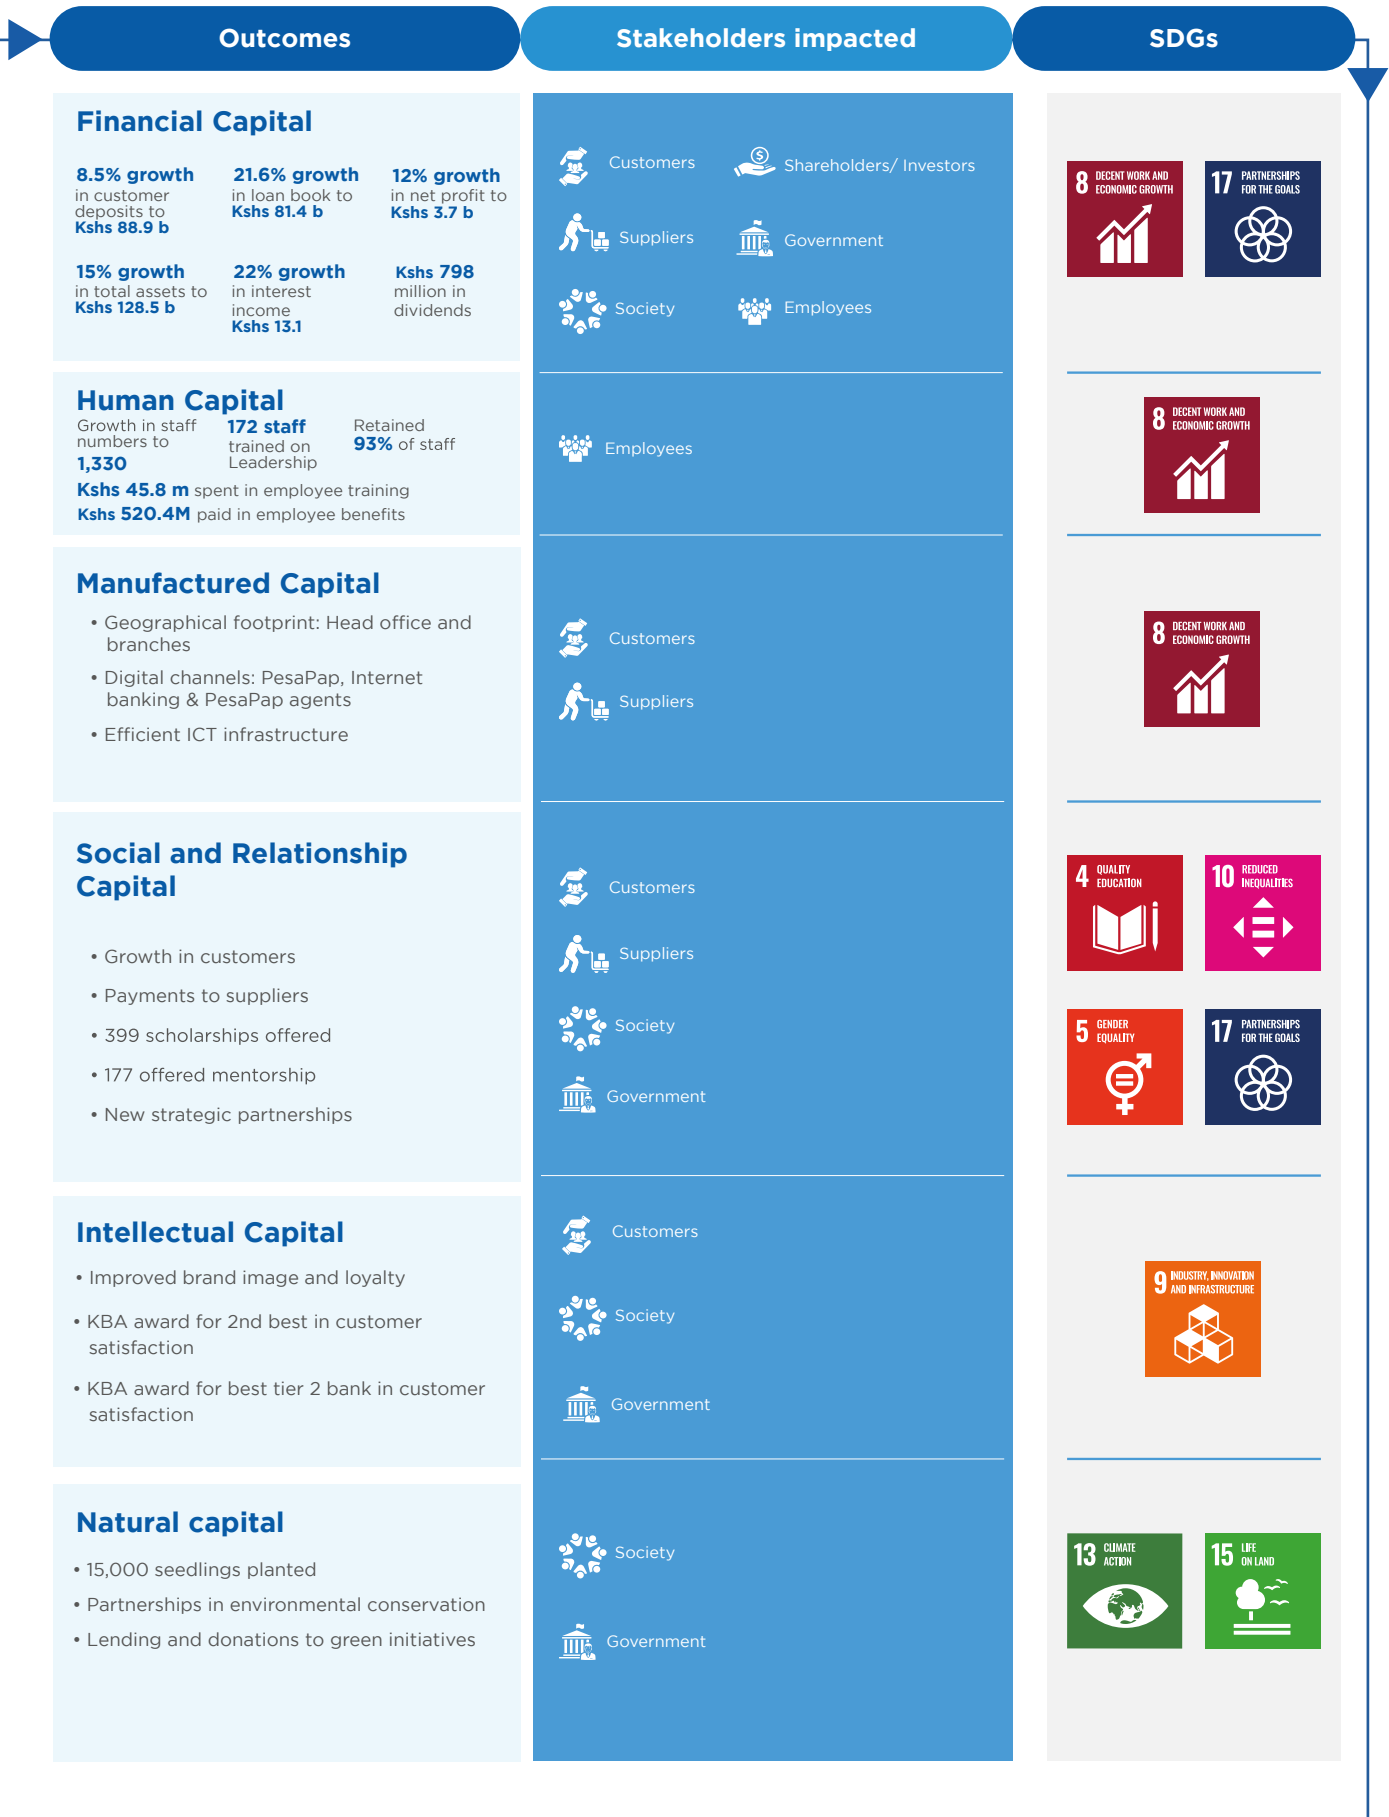 Outcomes
Stakeholders impacted
SDGs
Financial Capital
8.5% growth
in customer
deposits to
Kshs 88.9 b
21.6% growth
in loan book to
Kshs 81.4 b
12% growth
in net profit to
Kshs 3.7 b
15% growth
in total assets to
Kshs 128.5 b
22% growth
in interest
income
Kshs 13.1
Kshs 798
million in
dividends
Customers
Shareholders/ Investors
Suppliers
Government
Society
Employees
8 DECENT WORK AND
ECONOMIC GROWTH
17 PARTNERSHIPS
FOR THE GOALS
Human Capital
Growth in staff
numbers to
1,330
172 staff
trained on
Leadership
Retained
93% of staff
Kshs 45.8 m spent in employee training
Kshs 520.4M paid in employee benefits
Employees
8 DECENT WORK AND
ECONOMIC GROWTH
Manufactured Capital
• Geographical footprint: Head office and
branches
• Digital channels: PesaPap, Internet
banking & PesaPap agents
• Efficient ICT infrastructure
Customers
Suppliers
8 DECENT WORK AND
ECONOMIC GROWTH
Social and Relationship
Capital
• Growth in customers
• Payments to suppliers
• 399 scholarships offered
• 177 offered mentorship
• New strategic partnerships
Customers
Suppliers
Society
Government
4 QUALITY
EDUCATION
10 REDUCED
INEQUALITIES
5 GENDER
EQUALITY
17 PARTNERSHIPS
FOR THE GOALS
Intellectual Capital
• Improved brand image and loyalty
• KBA award for 2nd best in customer
satisfaction
• KBA award for best tier 2 bank in customer
satisfaction
Customers
Society
Government
9 INDUSTRY, INNOVATION
AND INFRASTRUCTURE
Natural capital
• 15,000 seedlings planted
• Partnerships in environmental conservation
• Lending and donations to green initiatives
Society
Government
13 CLIMATE
ACTION
15 LIFE
ON LAND